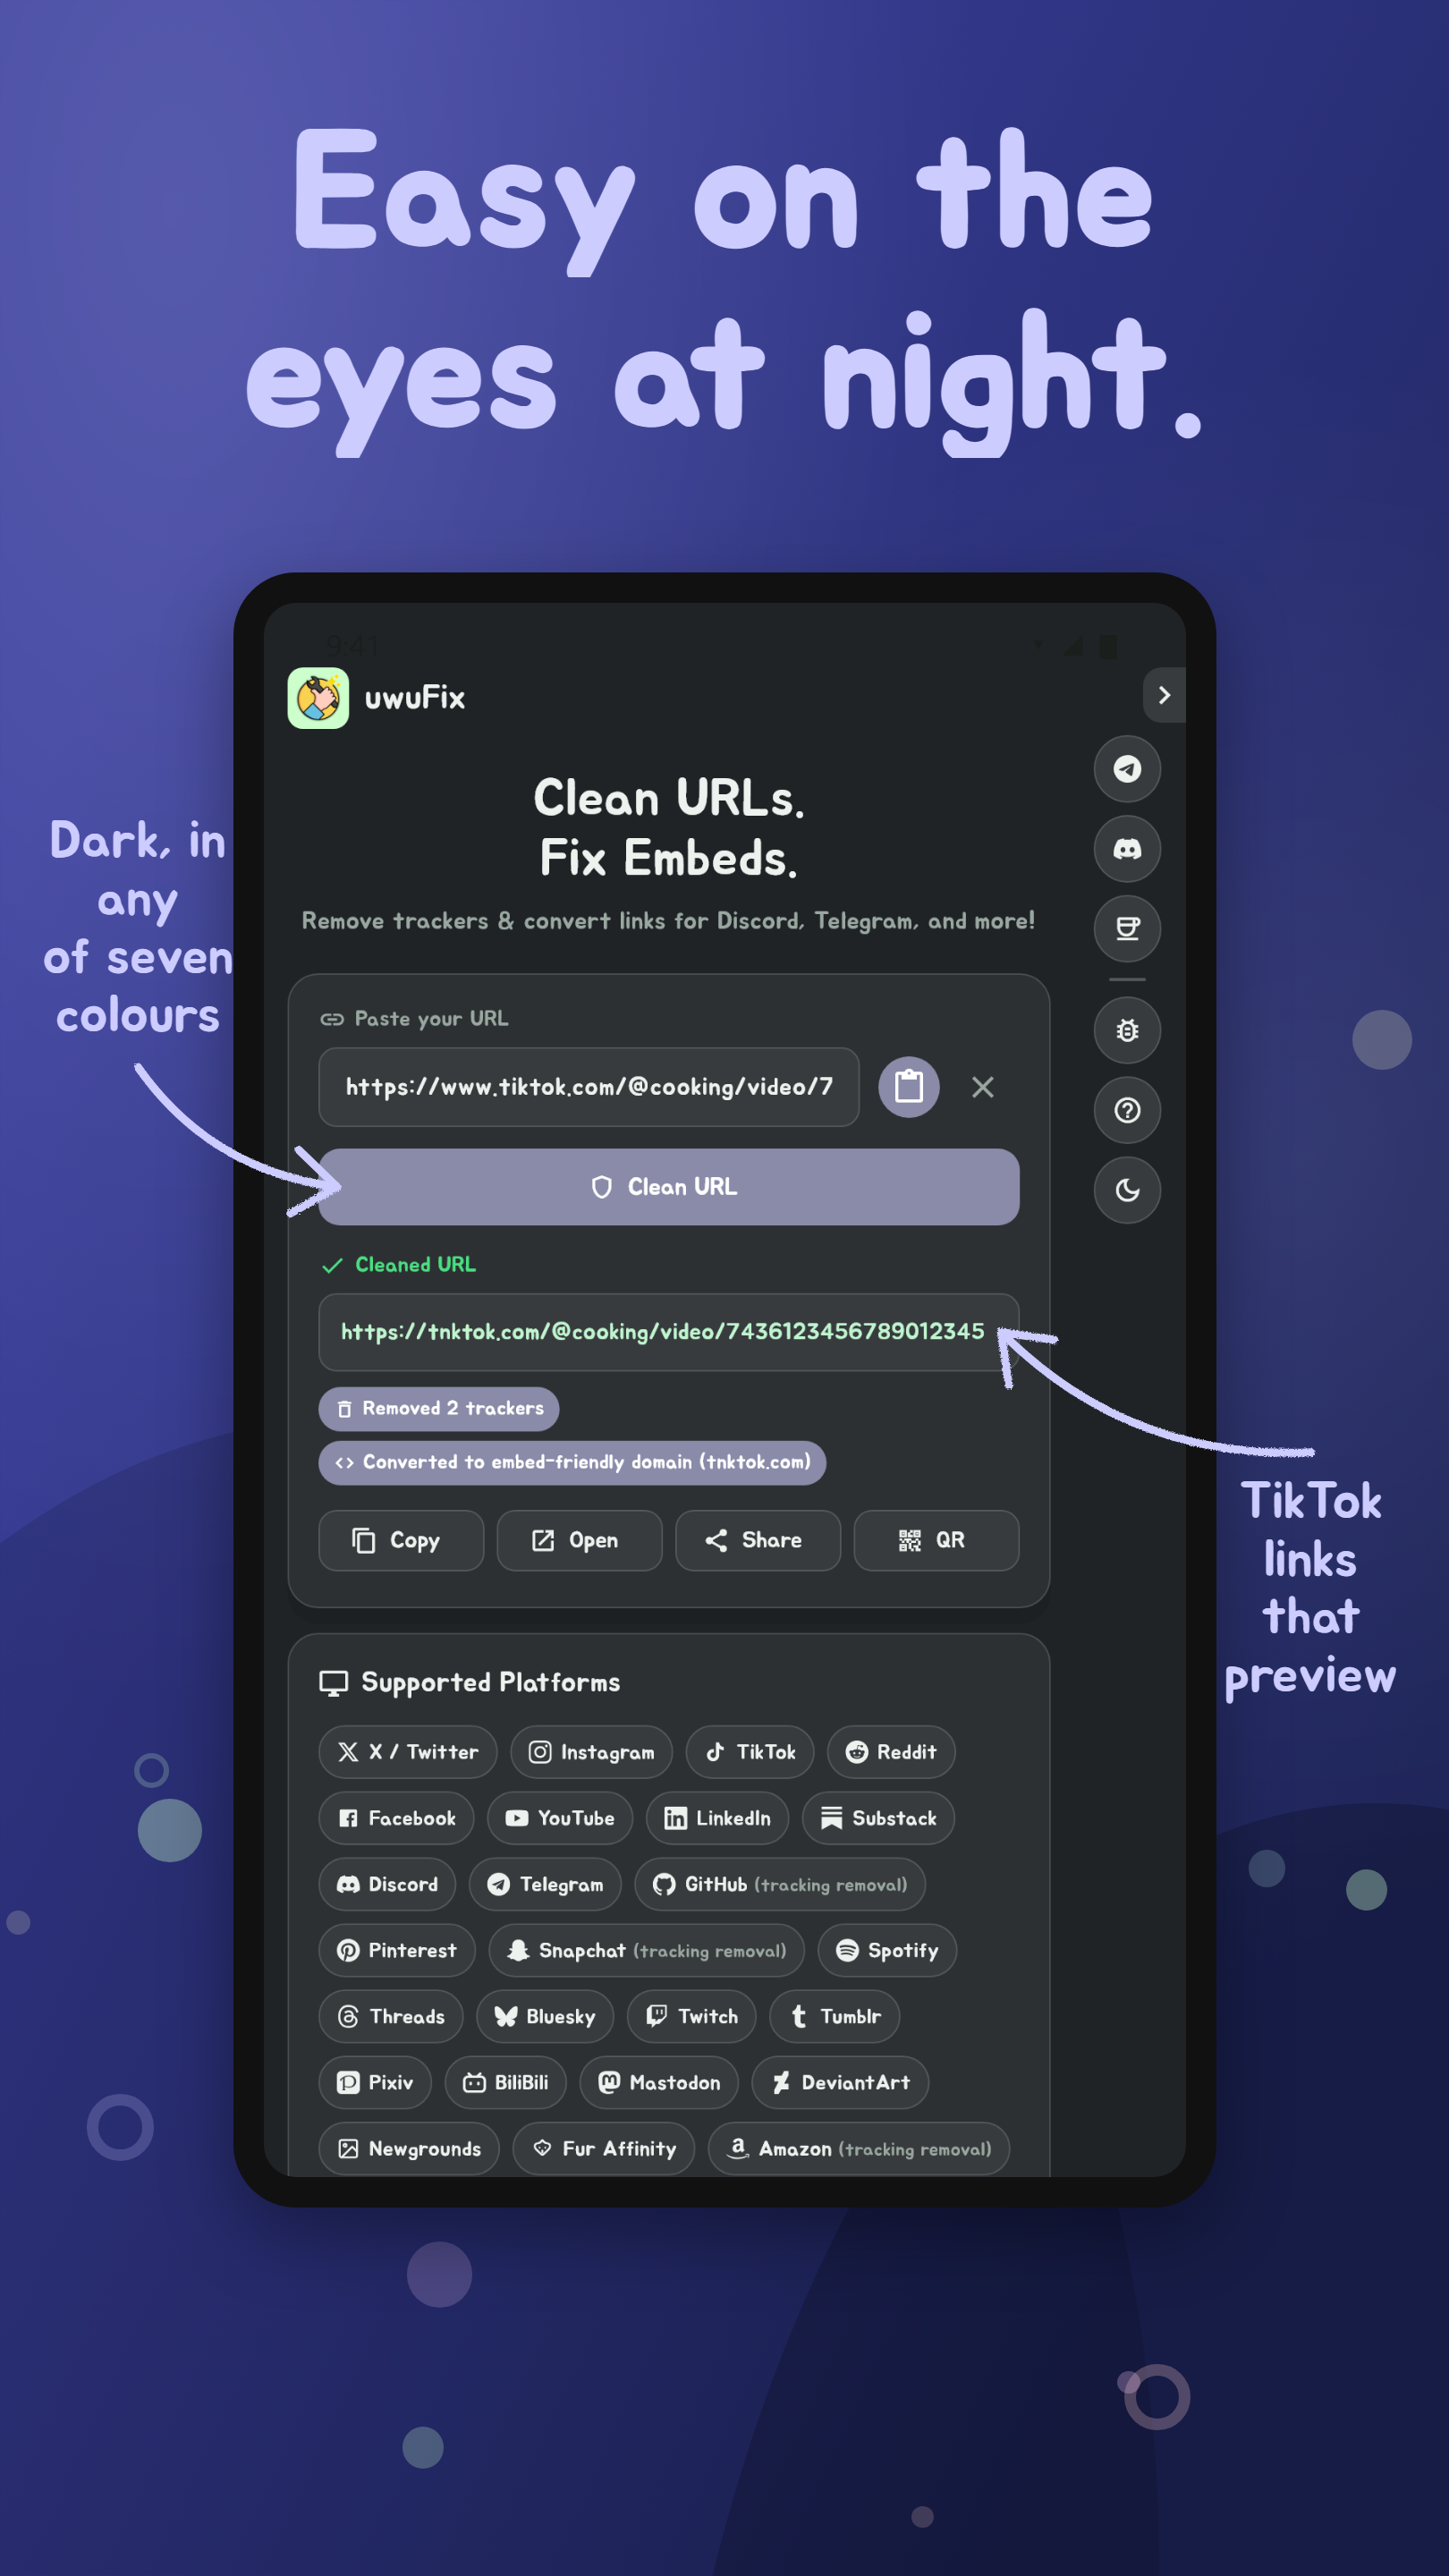 Easy on the
eyes at night.
9:41
uwuFix
Clean URLs.
Fix Embeds.
Remove trackers & convert links for Discord, Telegram, and more!
Dark, in
any
of seven
colours
Paste your URL
https://www.tiktok.com/@cooking/video/7
Clean URL
Cleaned URL
https://tnktok.com/@cooking/video/7436123456789012345
Removed 2 trackers
Converted to embed-friendly domain (tnktok.com)
Copy Open Share QR
TikTok
links
that
preview
Supported Platforms
X / Twitter Instagram TikTok Reddit
Facebook YouTube LinkedIn Substack
Discord Telegram GitHub (tracking removal)
Pinterest Snapchat (tracking removal) Spotify
Threads Bluesky Twitch Tumblr
Pixiv BiliBili Mastodon DeviantArt
Newgrounds Fur Affinity Amazon (tracking removal)